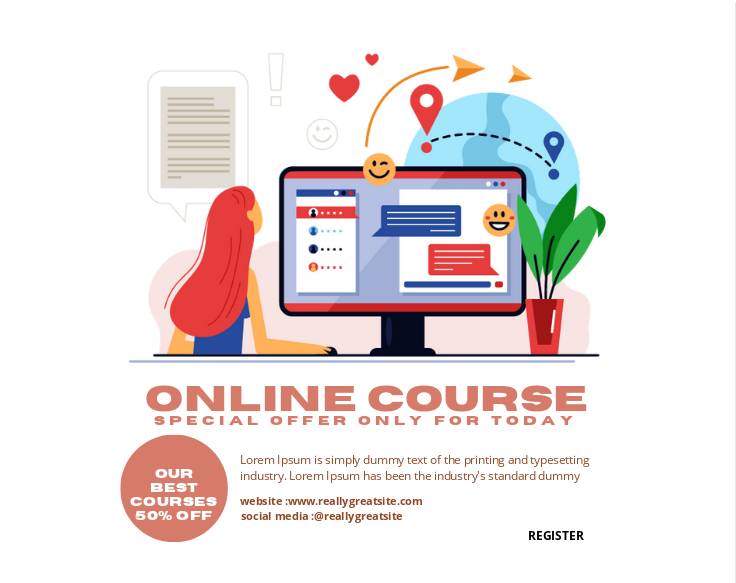 ONLINE COURSE
SPECIAL OFFER ONLY FOR TODAY
OUR
BEST
COURSES
50% OFF
Lorem Ipsum is simply dummy text of the printing and typesetting
industry. Lorem Ipsum has been the industry's standard dummy
website :www.reallygreatsite.com
social media :@reallygreatsite
REGISTER